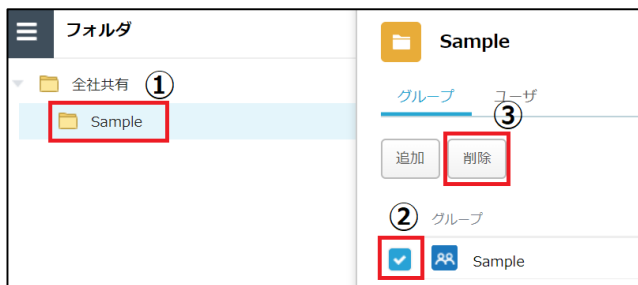 フォルダ
全社共有 ①
Sample
Sample
グループ ユーザ
③
追加 削除
② グループ
Sample